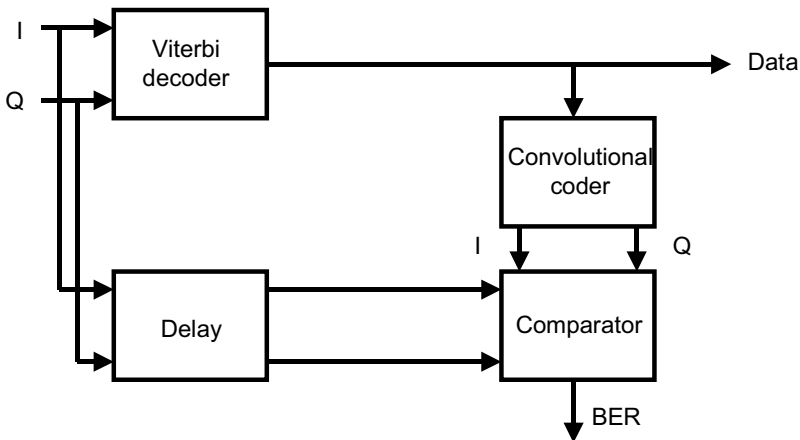 I
Viterbi
decoder
Data
Q
Convolutional
coder
I
Q
Delay
Comparator
BER